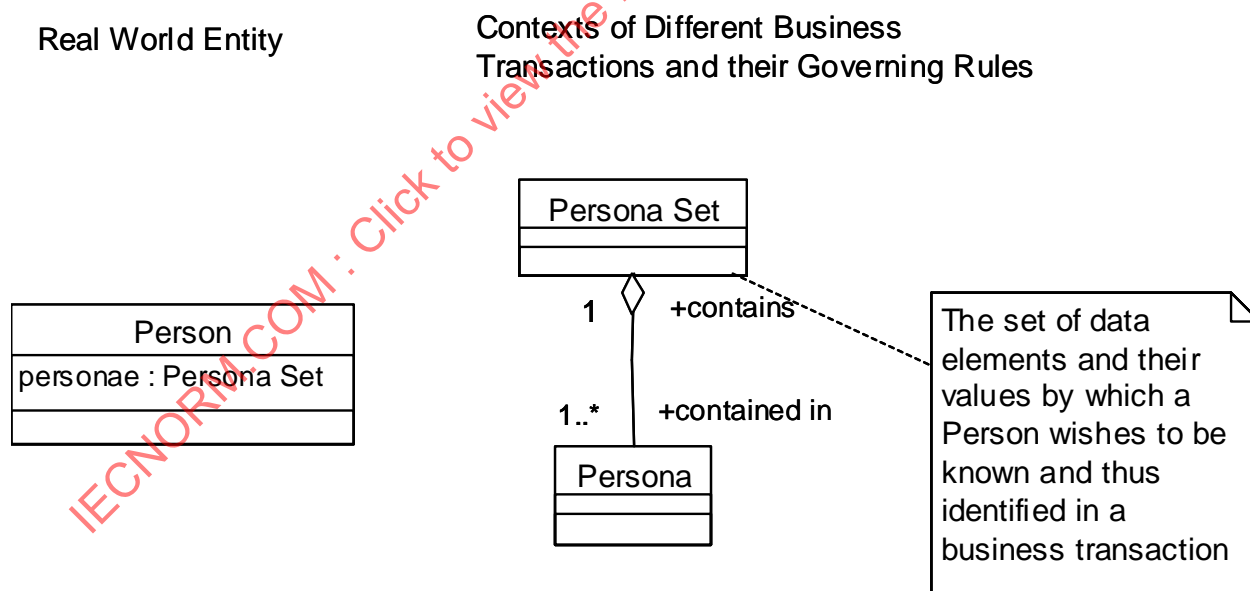 Real World Entity
Contexts of Different Business
Transactions and their Governing Rules
Persona Set
1
+contains
Person
personae : Persona Set
1..*
+contained in
Persona
The set of data
elements and their
values by which a
Person wishes to be
known and thus
identified in a
business transaction
IECNORM.COM : Click to view the